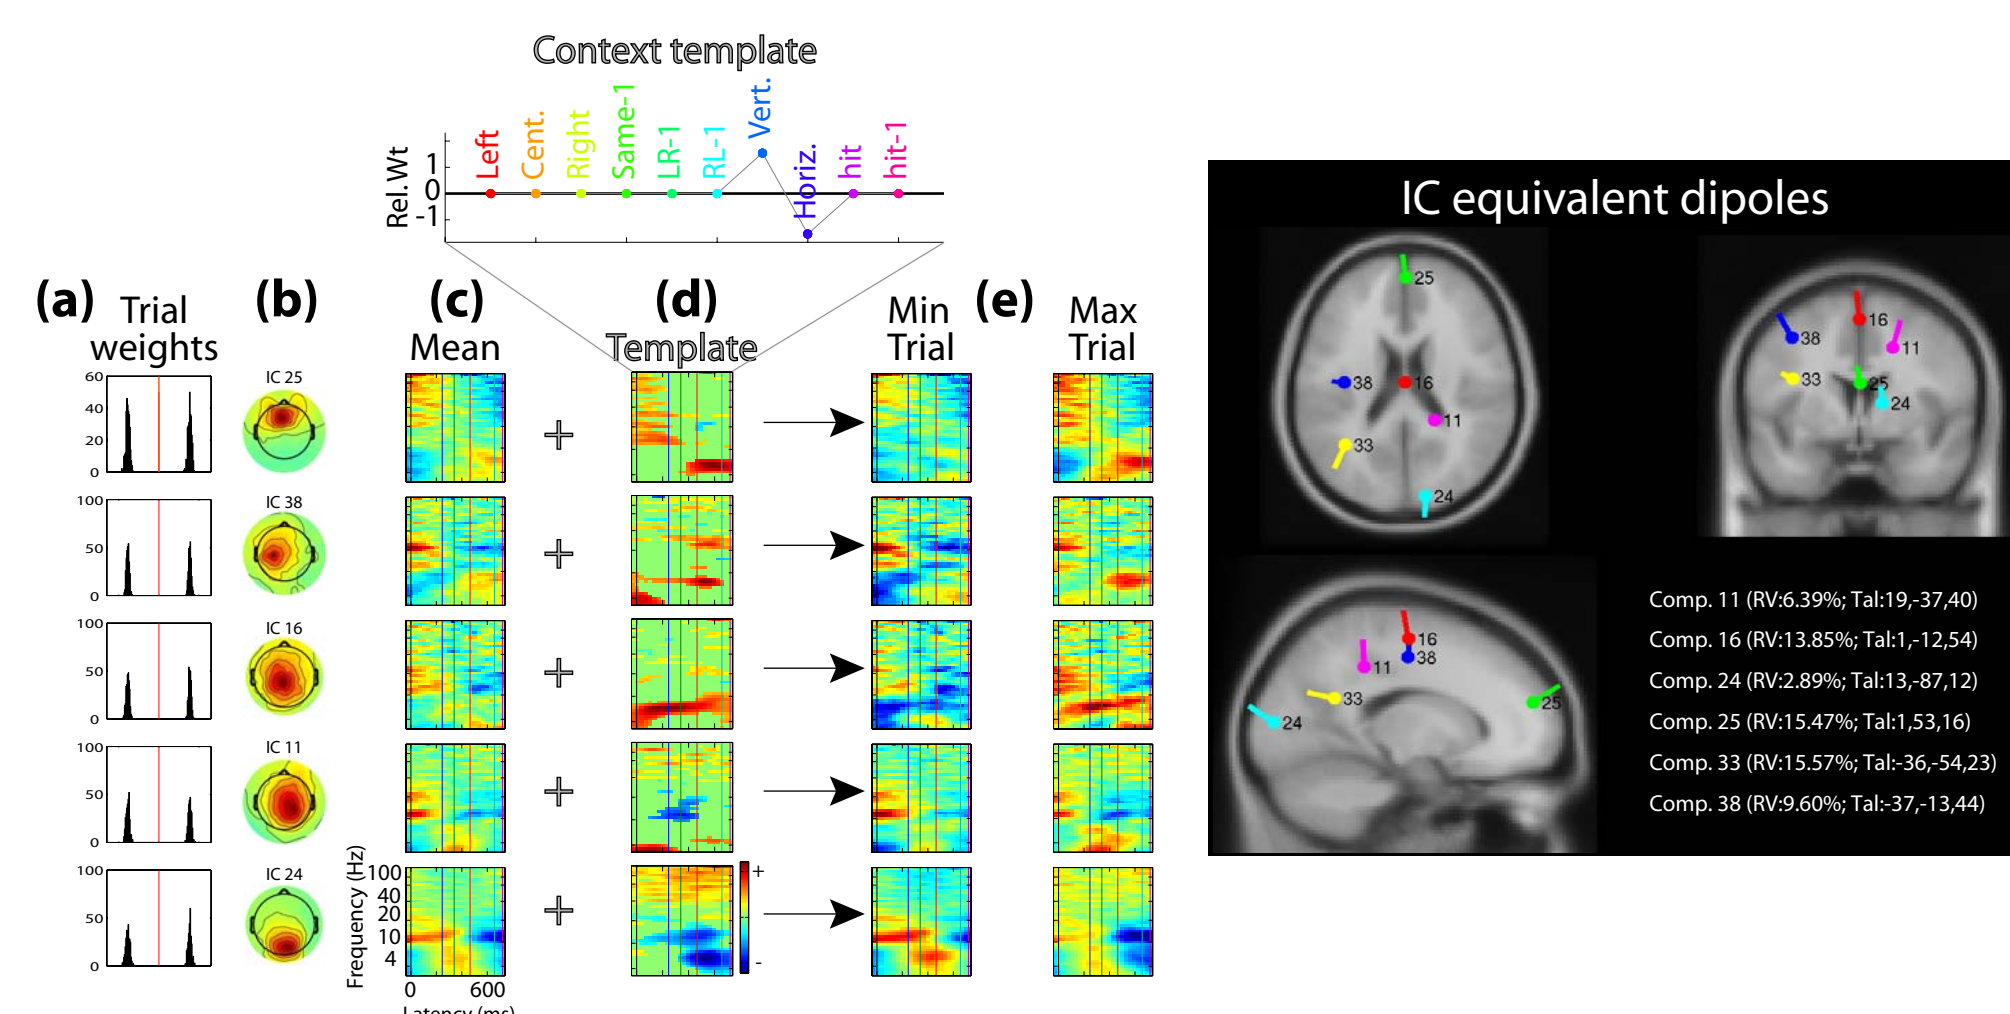 Context template
Rel.Wt
1
0
-1
Left
Cent.
Right
Same-1
LR-1
RL-1
Vert.
Horiz.
hit
hit-1
(a) Trial weights
(b)
(c) Mean
(d) Template
(e)
Min Trial
Max Trial
60
40
20
0
IC 25
+
100
50
0
IC 38
+
100
50
0
IC 16
+
100
50
0
IC 11
+
100
50
0
IC 24
Frequency (Hz)
100
40
20
10
4
0 600
Latency (ms)
+
+
-
IC equivalent dipoles
25
38
16
11
33
24
16
38
11
33
25
24
16
38
11
33
25
24
Comp. 11 (RV:6.39%; Tal:19,-37,40)
Comp. 16 (RV:13.85%; Tal:1,-12,54)
Comp. 24 (RV:2.89%; Tal:13,-87,12)
Comp. 25 (RV:15.47%; Tal:1,53,16)
Comp. 33 (RV:15.57%; Tal:-36,-54,23)
Comp. 38 (RV:9.60%; Tal:-37,-13,44)